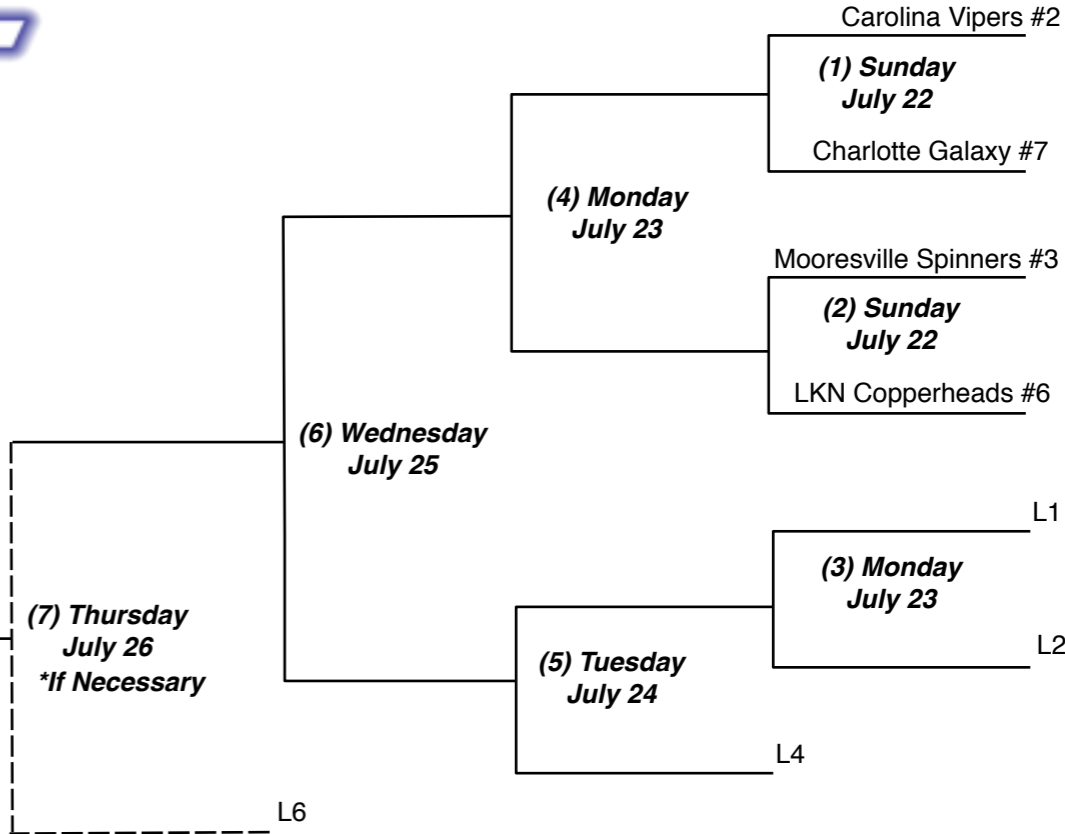 Carolina Vipers #2
(1) Sunday
July 22
Charlotte Galaxy #7
(4) Monday
July 23
Mooresville Spinners #3
(2) Sunday
July 22
LKN Copperheads #6
(6) Wednesday
July 25
L1
(3) Monday
July 23
L2
(5) Tuesday
July 24
L4
(7) Thursday
July 26
*If Necessary
L6